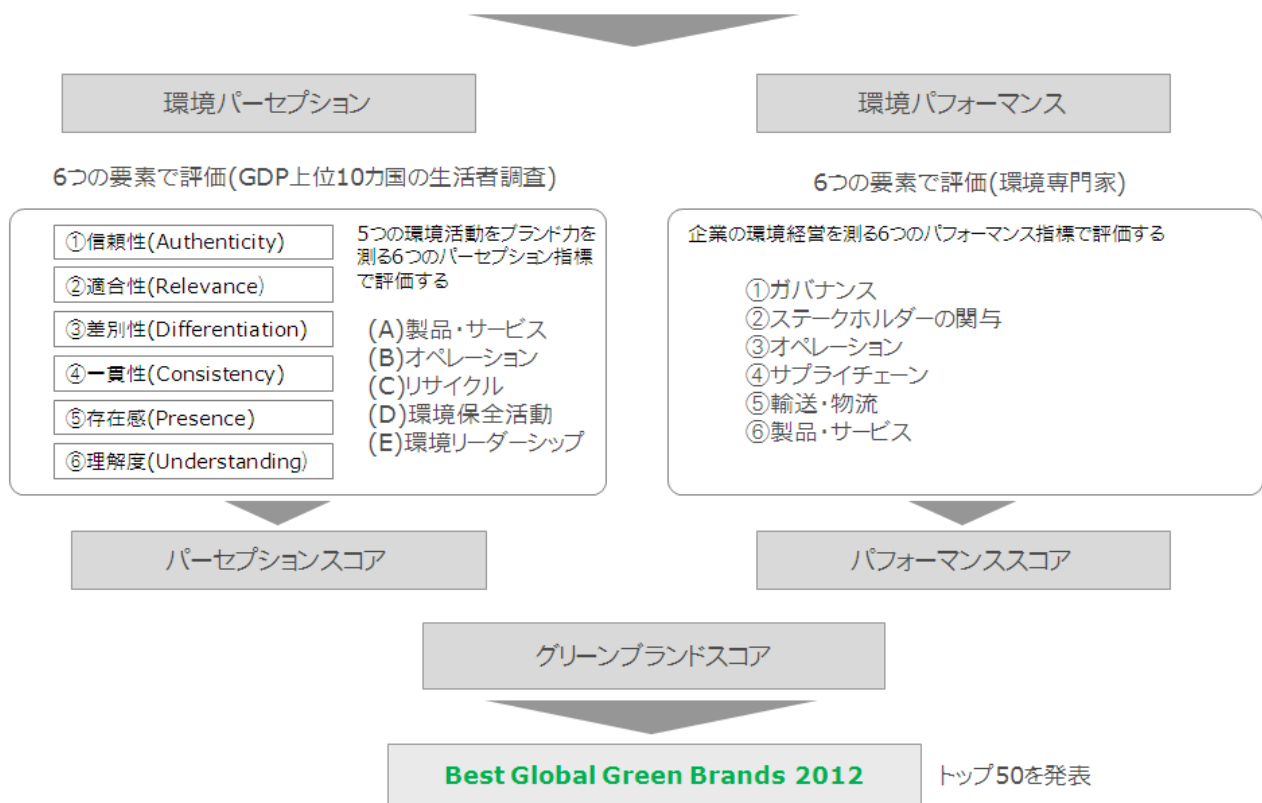 環境パーセプション
環境パフォーマンス
6つの要素で評価(GDP上位10カ国の生活者調査)
6つの要素で評価(環境専門家)
①信頼性(Authenticity)
②適合性(Relevance)
③差別性(Differentiation)
④一貫性(Consistency)
⑤存在感(Presence)
⑥理解度(Understanding)
5つの環境活動をブランド力を
測る6つのパーセプション指標
で評価する
(A)製品・サービス
(B)オペレーション
(C)リサイクル
(D)環境保全活動
(E)環境リーダーシップ
企業の環境経営を測る6つのパフォーマンス指標で評価する
①ガバナンス
②ステークホルダーの関与
③オペレーション
④サプライチェーン
⑤輸送・物流
⑥製品・サービス
パーセプションスコア
パフォーマンススコア
グリーンブランドスコア
Best Global Green Brands 2012
トップ50を発表